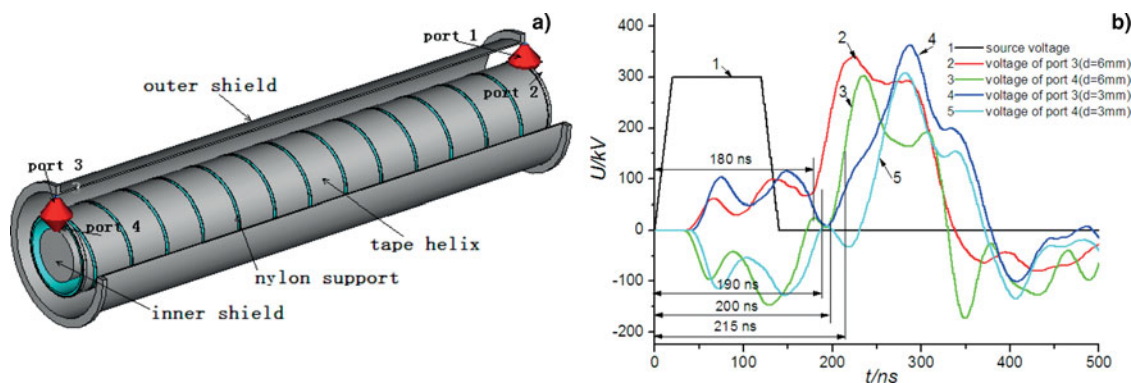 a)
port 1
port 2
outer shield
port 3
port 4
tape helix
nylon support
inner shield
b)
U/kV
400
300
200
100
0
-100
-200
0 100 200 300 400 500
t/ns
1
2
3
4
5
180 ns
190 ns
200 ns
215 ns
1 source voltage
2 voltage of port 3(d=6mm)
3 voltage of port 4(d=6mm)
4 voltage of port 3(d=3mm)
5 voltage of port 4(d=3mm)